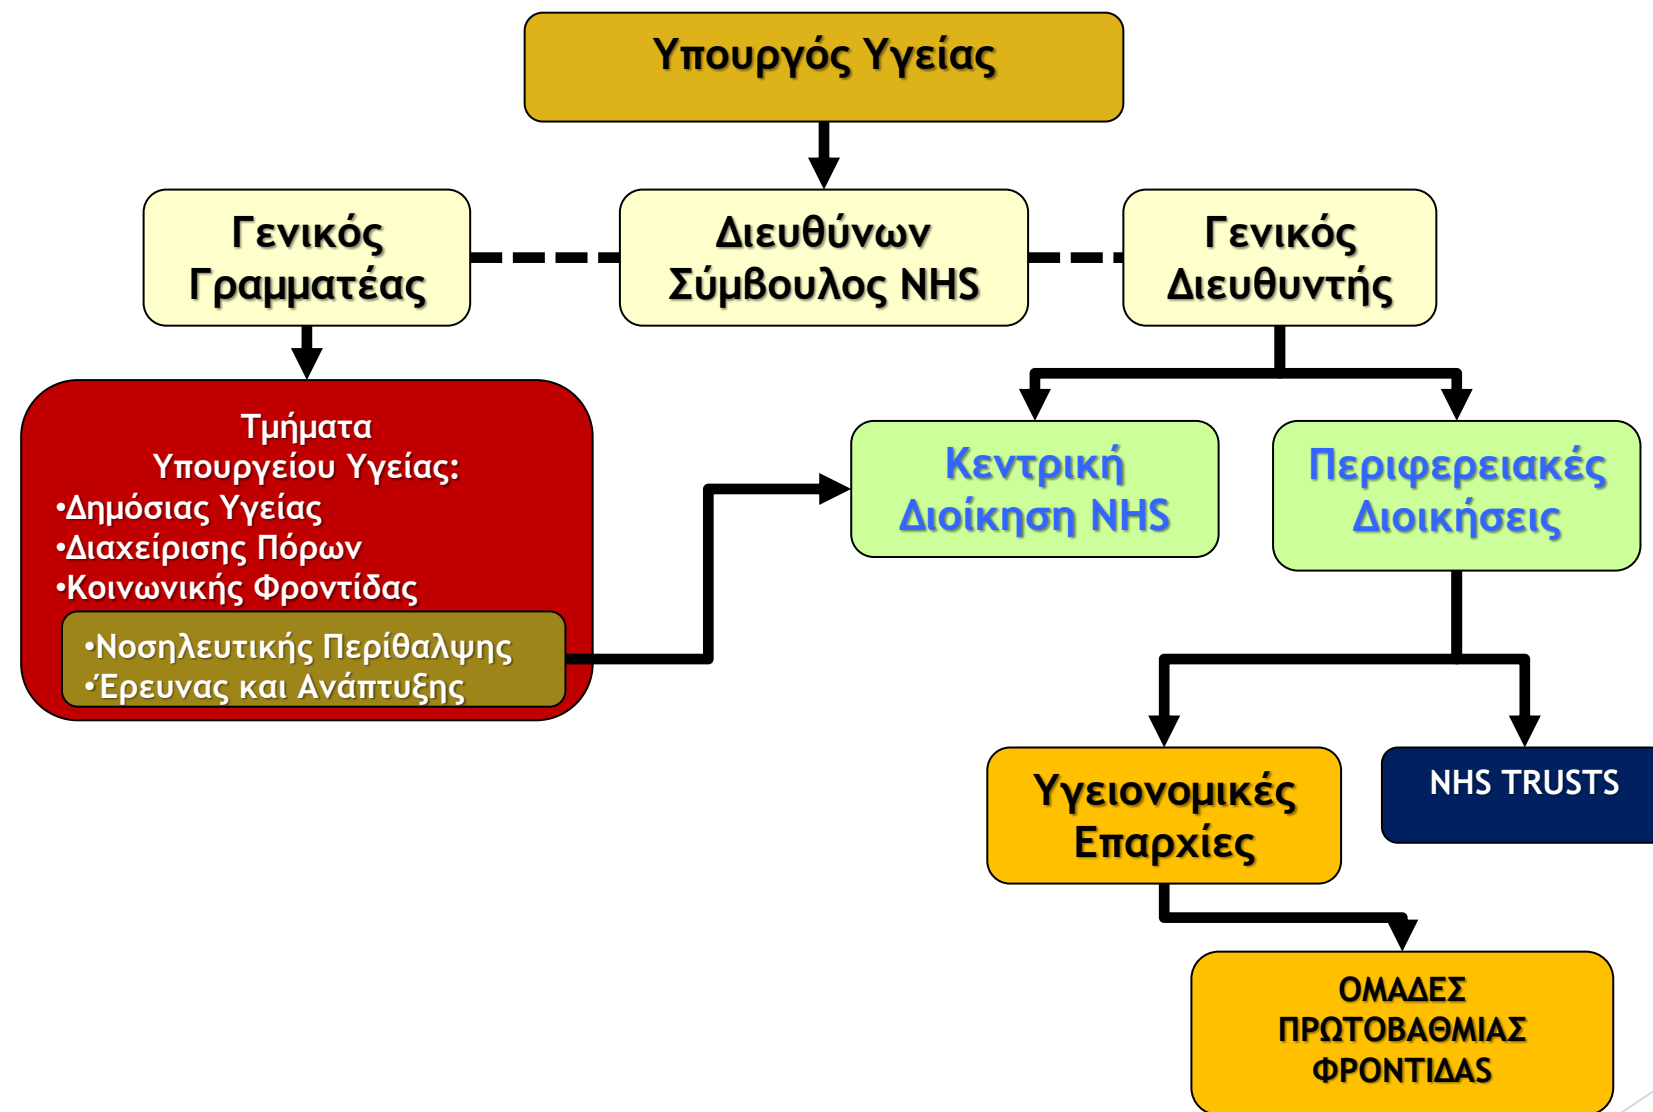 Υπουργός Υγείας
Γενικός
Γραμματέας
Διευθύνων
Σύμβουλος NHS
Γενικός
Διευθυντής
Τμήματα
Υπουργείου Υγείας:
•Δημόσιας Υγείας
•Διαχείρισης Πόρων
•Κοινωνικής Φροντίδας
•Νοσηλευτικής Περίθαλψης
•Έρευνας και Ανάπτυξης
Κεντρική
Διοίκηση NHS
Περιφερειακές
Διοικήσεις
Υγειονομικές
Επαρχίες
NHS TRUSTS
ΟΜΑΔΕΣ
ΠΡΩΤΟΒΑΘΜΙΑΣ
ΦΡΟΝΤΙΔΑS